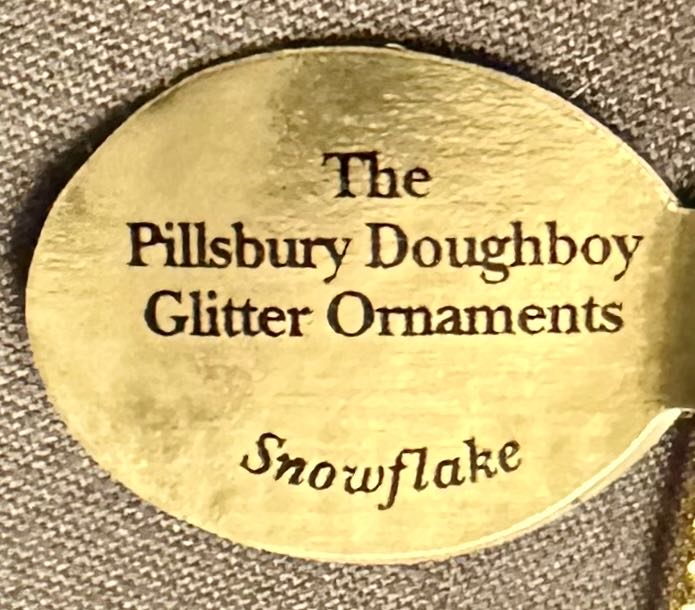 The
Pillsbury Doughboy
Glitter Ornaments
Snowflake